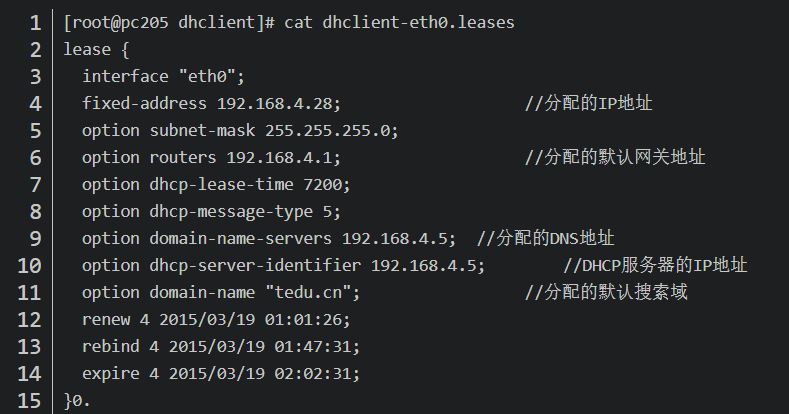 1 [root@pc205 dhclient]# cat dhclient-eth0.leases
2 lease {
3 interface "eth0";
4 fixed-address 192.168.4.28; //分配的IP地址
5 option subnet-mask 255.255.255.0;
6 option routers 192.168.4.1; //分配的默认网关地址
7 option dhcp-lease-time 7200;
8 option dhcp-message-type 5;
9 option domain-name-servers 192.168.4.5; //分配的DNS地址
10 option dhcp-server-identifier 192.168.4.5; //DHCP服务器的IP地址
11 option domain-name "tedu.cn"; //分配的默认搜索域
12 renew 4 2015/03/19 01:01:26;
13 rebind 4 2015/03/19 01:47:31;
14 expire 4 2015/03/19 02:02:31;
15 }0.